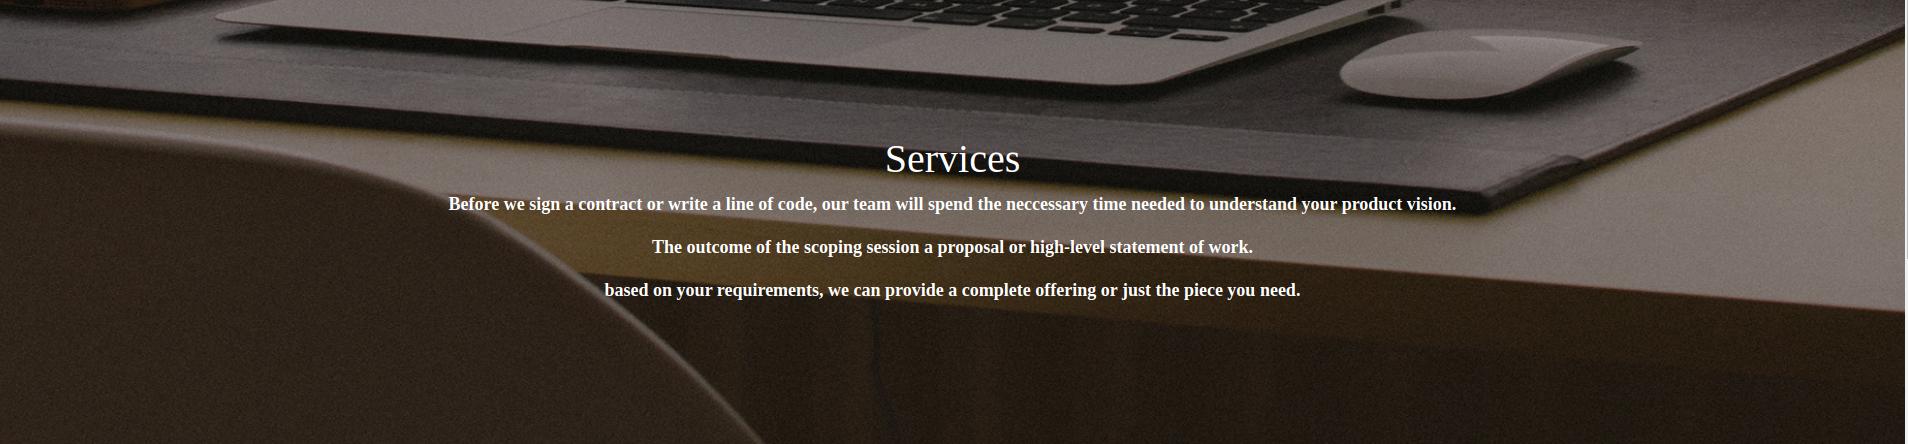 Services
Before we sign a contract or write a line of code, our team will spend the neccessary time needed to understand your product vision.
The outcome of the scoping session a proposal or high-level statement of work.
based on your requirements, we can provide a complete offering or just the piece you need.